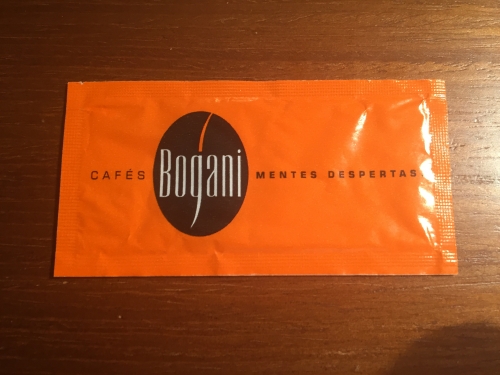 CAFÉS Bogani MENTES DESPERTAS